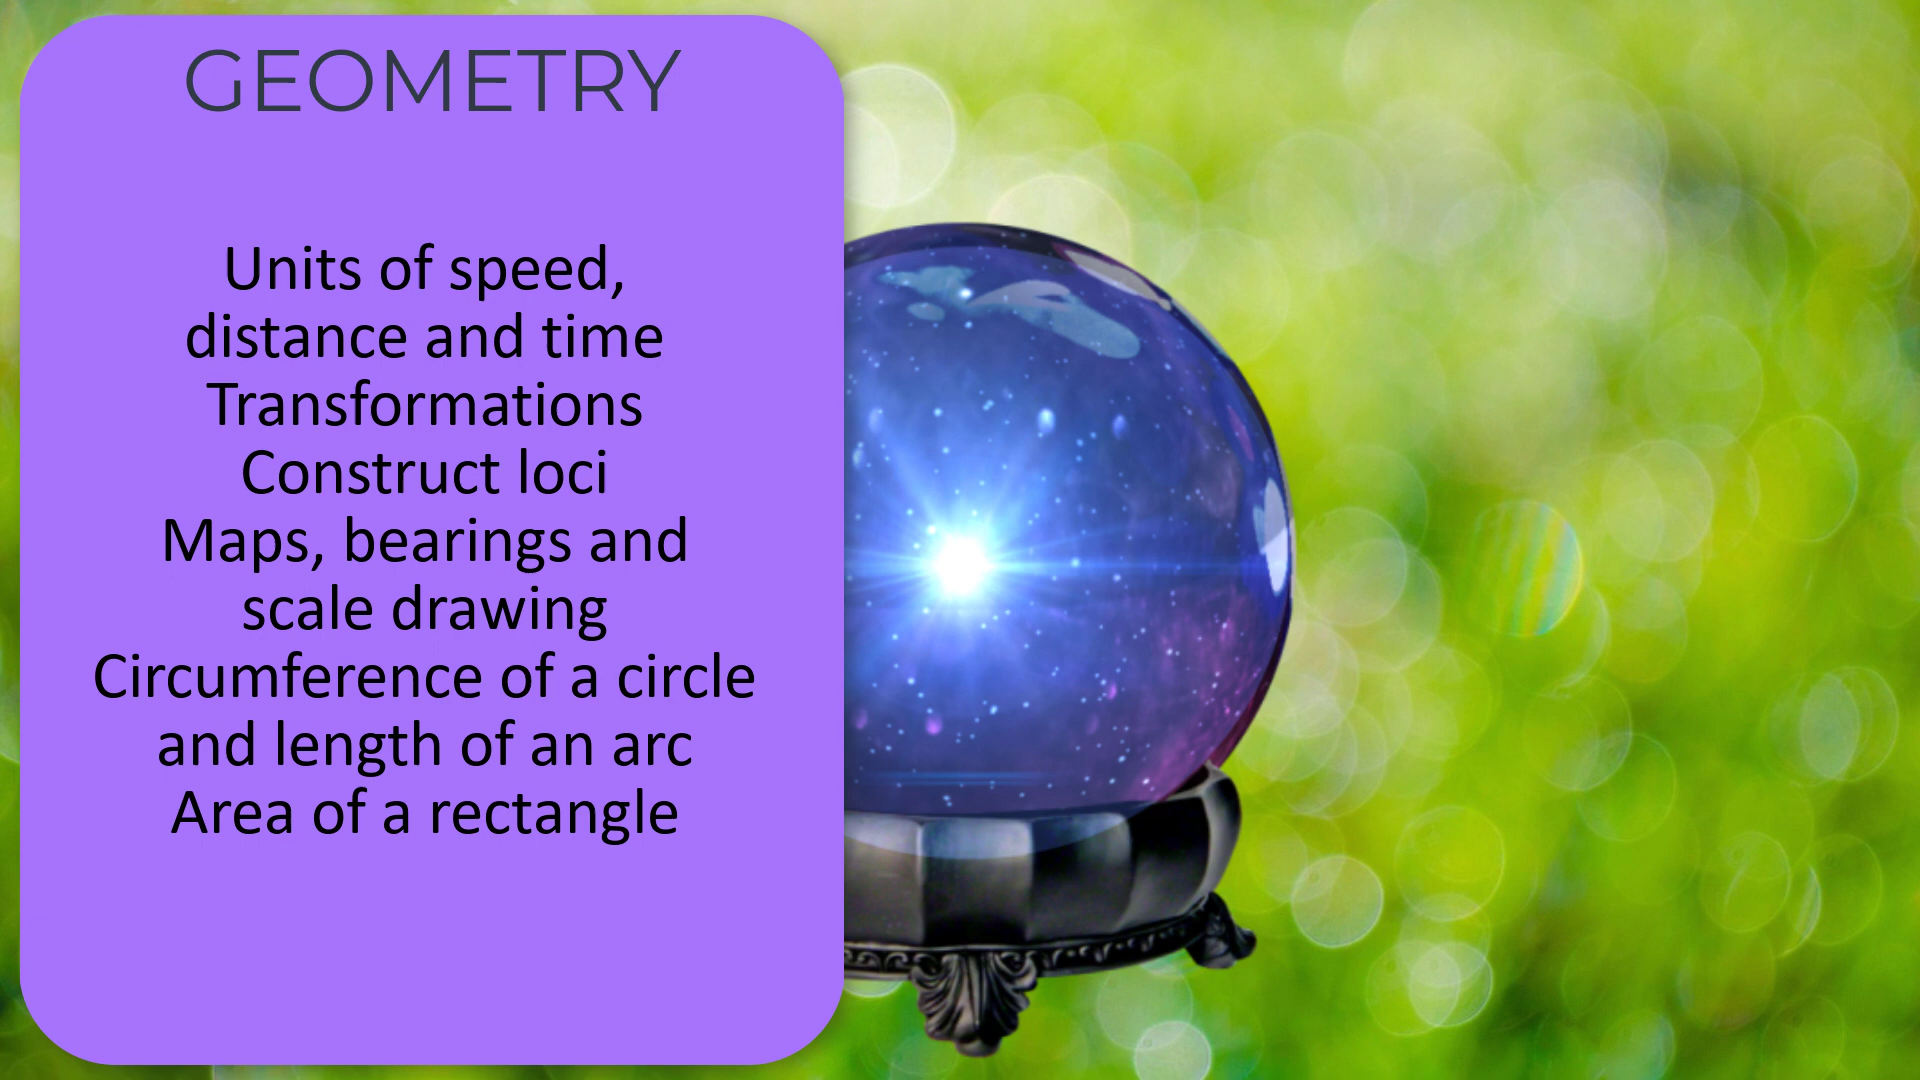 GEOMETRY
Units of speed,
distance and time
Transformations
Construct loci
Maps, bearings and
scale drawing
Circumference of a circle
and length of an arc
Area of a rectangle